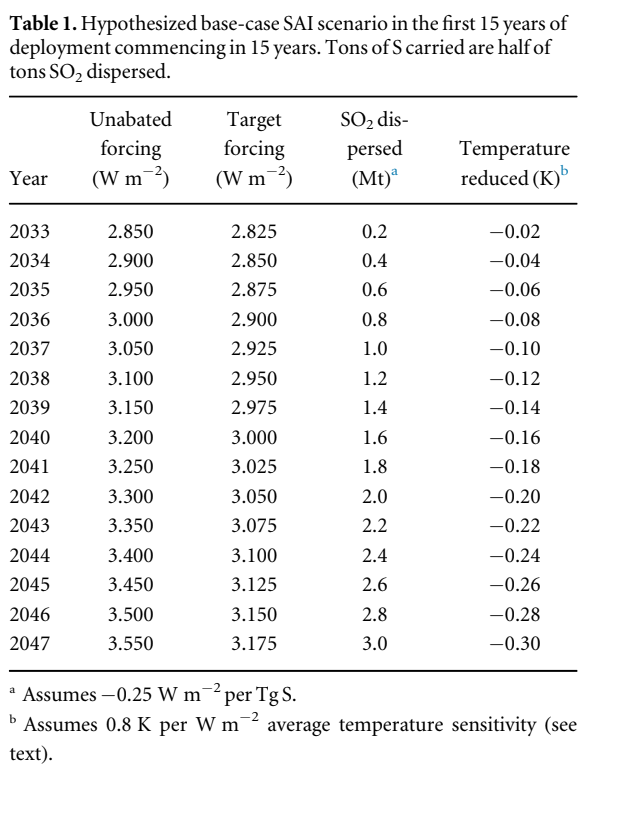 Table 1. Hypothesized base-case SAI scenario in the first 15 years of
deployment commencing in 15 years. Tons of S carried are half of
tons SO2 dispersed.
Year Unabated forcing (W m−2) Target forcing (W m−2) SO2 dis-persed (Mt)a Temperature reduced (K)b
2033 2.850 2.825 0.2 −0.02
2034 2.900 2.850 0.4 −0.04
2035 2.950 2.875 0.6 −0.06
2036 3.000 2.900 0.8 −0.08
2037 3.050 2.925 1.0 −0.10
2038 3.100 2.950 1.2 −0.12
2039 3.150 2.975 1.4 −0.14
2040 3.200 3.000 1.6 −0.16
2041 3.250 3.025 1.8 −0.18
2042 3.300 3.050 2.0 −0.20
2043 3.350 3.075 2.2 −0.22
2044 3.400 3.100 2.4 −0.24
2045 3.450 3.125 2.6 −0.26
2046 3.500 3.150 2.8 −0.28
2047 3.550 3.175 3.0 −0.30
a Assumes −0.25 W m−2 per Tg S.
b Assumes 0.8 K per W m−2 average temperature sensitivity (see
text).